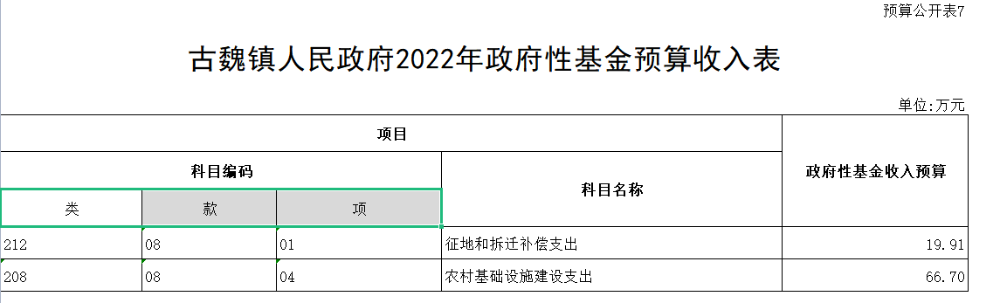 预算公开表7
古魏镇人民政府2022年政府性基金预算收入表
单位:万元
项目
科目编码 科目名称 政府性基金收入预算
类 款 项
212 08 01 征地和拆迁补偿支出 19.91
208 08 04 农村基础设施建设支出 66.70